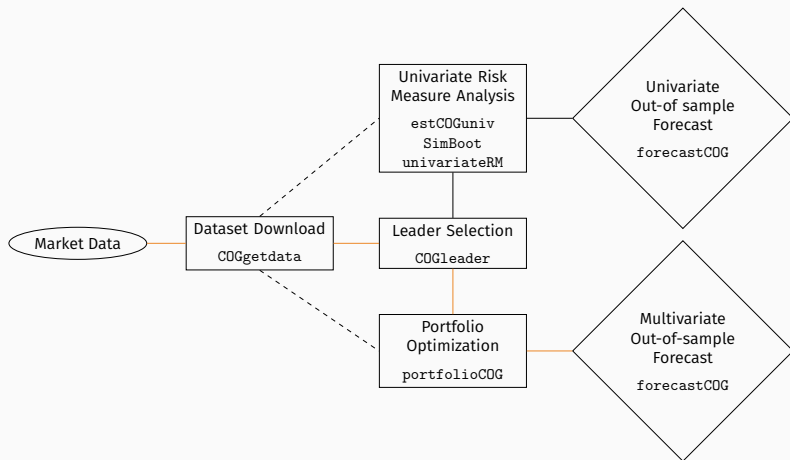 Univariate Risk
Measure Analysis
estCOGuniv
SimBoot
univariateRM
Univariate
Out-of sample
Forecast
forecastCOG
Market Data
Dataset Download
COGgetdata
Leader Selection
COGleader
Portfolio
Optimization
portfolioCOG
Multivariate
Out-of-sample
Forecast
forecastCOG